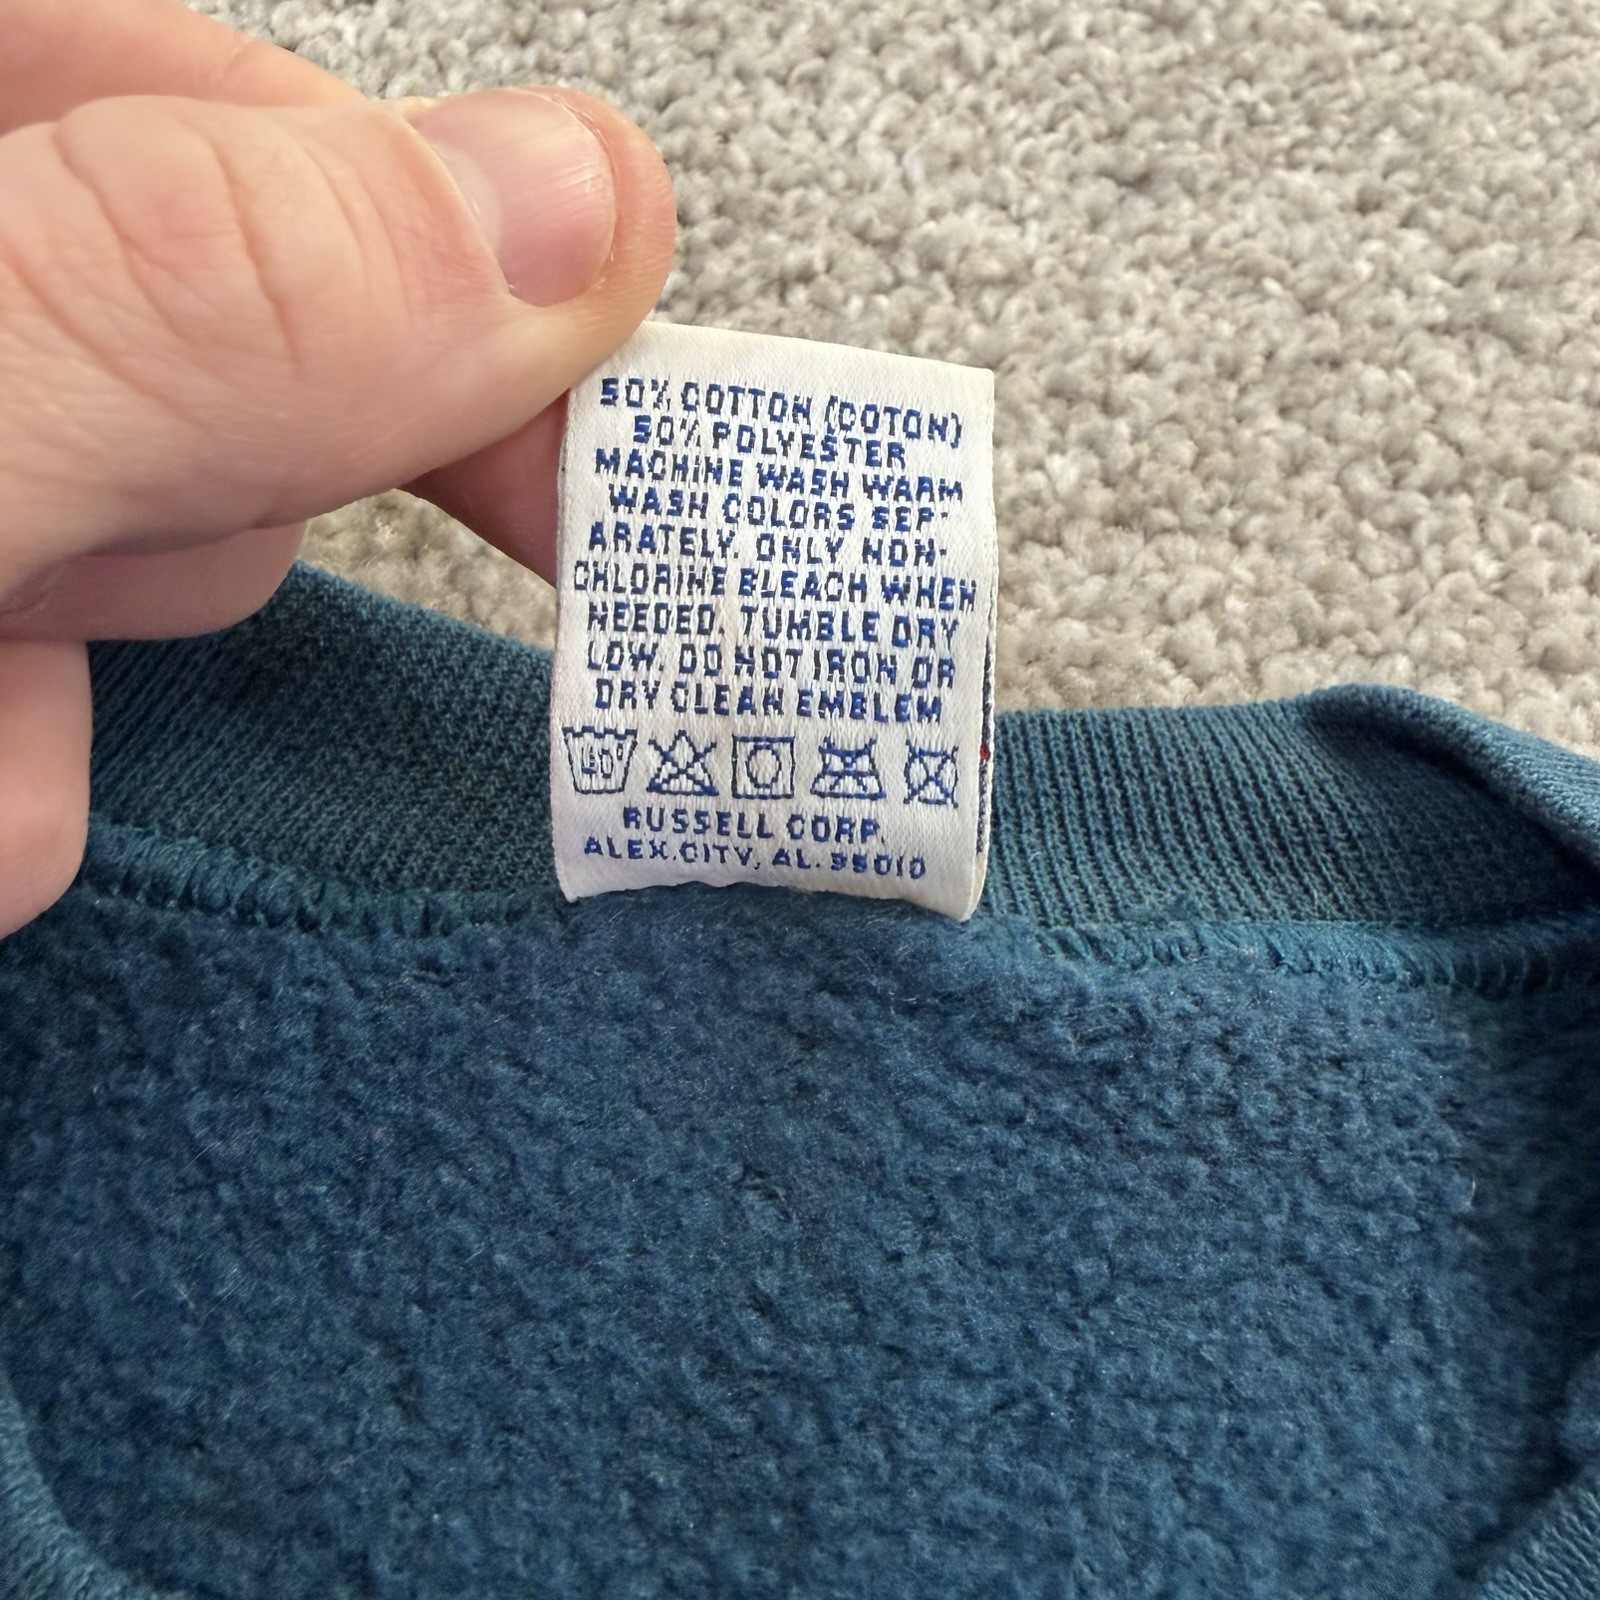 50% COTTON (COTON)
50% POLYESTER
MACHINE WASH WARM
WASH COLORS SEP-
ARATELY. ONLY NON-
CHLORINE BLEACH WHEN
NEEDED. TUMBLE DRY
LOW. DO NOT IRON OR
DRY CLEAN EMBLEM
RUSSELL CORP.
ALEX.CITY, AL. 35010